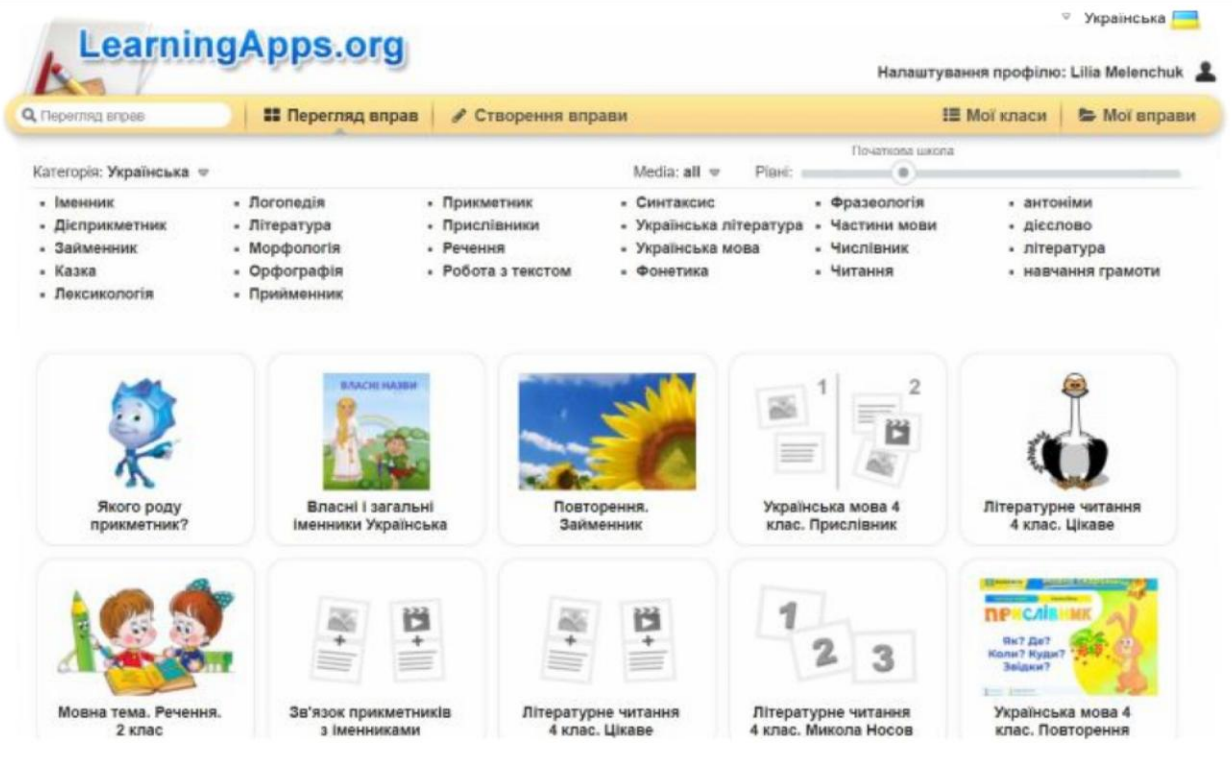 Українська
LearningApps.org
Налаштування профілю: Lilia Melenchuk
Перегляд вправ
Перегляд вправ
Створення вправи
Мої класи
Мої вправи
Початкова школа
Категорія: Українська
Media: all
Рівні:
Іменник
Дієприкметник
Займенник
Казка
Лексикологія
Логопедія
Література
Морфологія
Орфографія
Прийменник
Прикметник
Прислівники
Речення
Робота з текстом
Синтаксис
Українська література
Українська мова
Фонетика
Фразеологія
Частини мови
Числівник
Читання
антоніми
дієслово
література
навчання грамоти
Якого роду
прикметник?
ВЛАСНІ НАЗВИ
Власні і загальні
іменники Українська
Повторення.
Займенник
1
2
Українська мова 4
клас. Прислівник
Літературне читання
4 клас. Цікаве
Мовна тема. Речення.
2 клас
Зв'язок прикметників
з іменниками
Літературне читання
4 клас. Цікаве
1
2
3
Літературне читання
4 клас. Микола Носов
ПРИСЛІВНИК
Як? Де?
Коли? Куди?
Звідки?
Українська мова 4
клас. Повторення